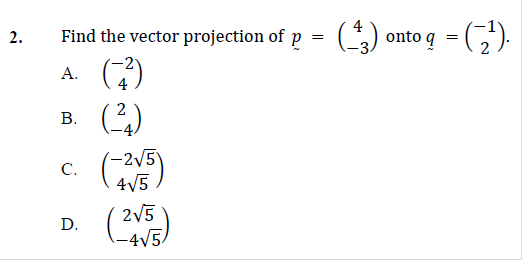 2. Find the vector projection of p = (4 −3) onto q = (−1 2).
A. (−2 4)
B. (2 −4)
C. (−2√5 4√5)
D. (2√5 −4√5)